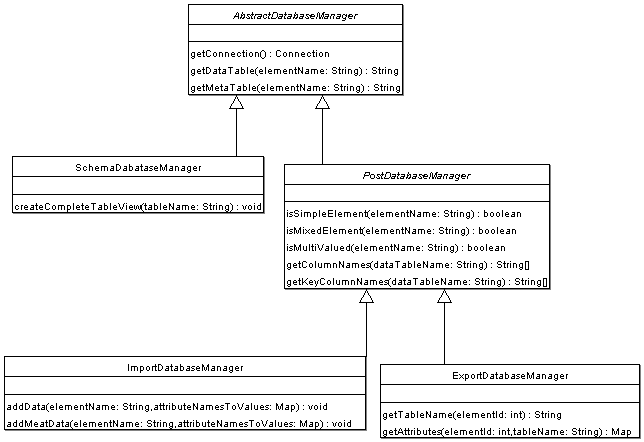 AbstractDatabaseManager
getConnection() : Connection
getDataTable(elementName: String) : String
getMetaTable(elementName: String) : String
SchemaDabataseManager
createCompleteTableView(tableName: String) : void
PostDatabaseManager
isSimpleElement(elementName: String) : boolean
isMixedElement(elementName: String) : boolean
isMultiValued(elementName: String) : boolean
getColumnNames(dataTableName: String) : String[]
getKeyColumnNames(dataTableName: String) : String[]
ImportDatabaseManager
addData(elementName: String,attributeNamesToValues: Map) : void
addMeatData(elementName: String,attributeNamesToValues: Map) : void
ExportDatabaseManager
getTableName(elementId: int) : String
getAttributes(elementId: int,tableName: String) : Map